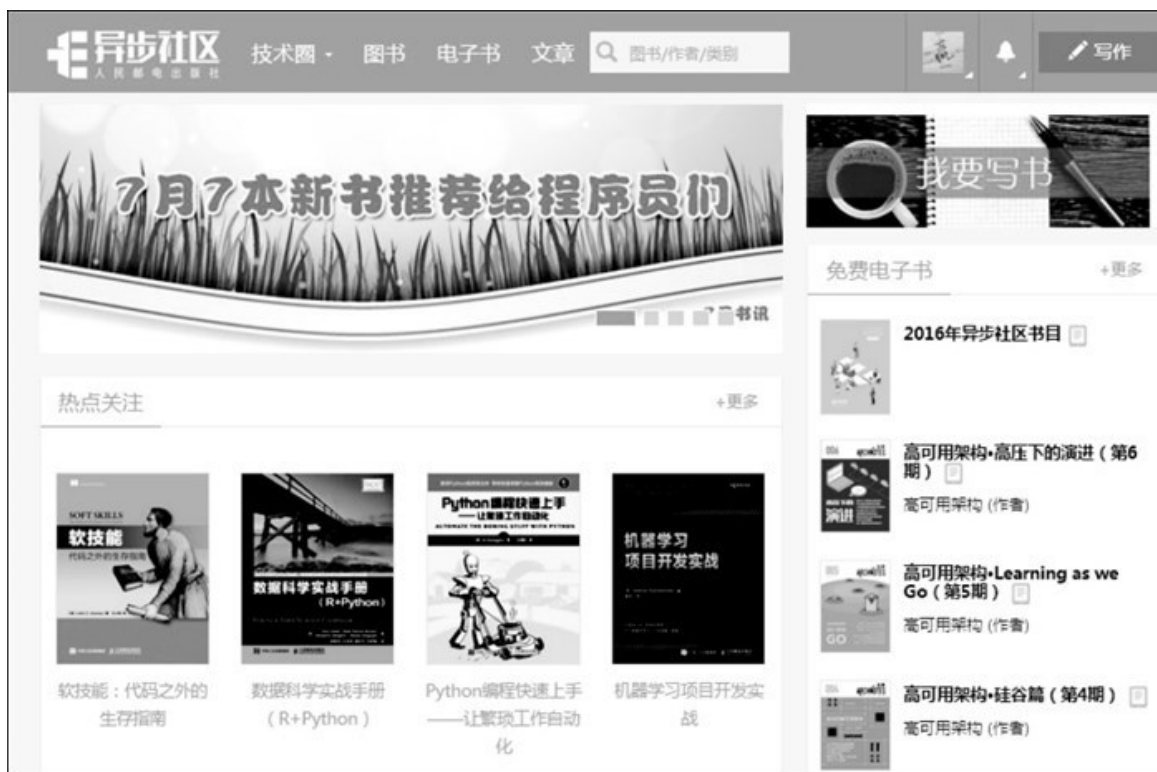 异步社区
人民邮电出版社
技术圈
图书
电子书
文章
图书/作者/类别
写作
7月7本新书推荐给程序员们
书讯
我要写书
免费电子书
+更多
2016年异步社区书目
高可用架构•高压下的演进(第6
期)
高可用架构 (作者)
高可用架构•Learning as we
Go(第5期)
高可用架构 (作者)
高可用架构•硅谷篇(第4期)
高可用架构 (作者)
热点关注
+更多
SOFT SKILLS
软技能
代码之外的生存指南
数据科学实战手册
(R+Python)
Python编程快速上手
——让繁琐工作自动化
AUTOMATE THE BORING STUFF WITH PYTHON
机器学习
项目开发实战
演进
GO
软技能:代码之外的
生存指南
数据科学实战手册
(R+Python)
Python编程快速上手
——让繁琐工作自动
化
机器学习项目开发实
战